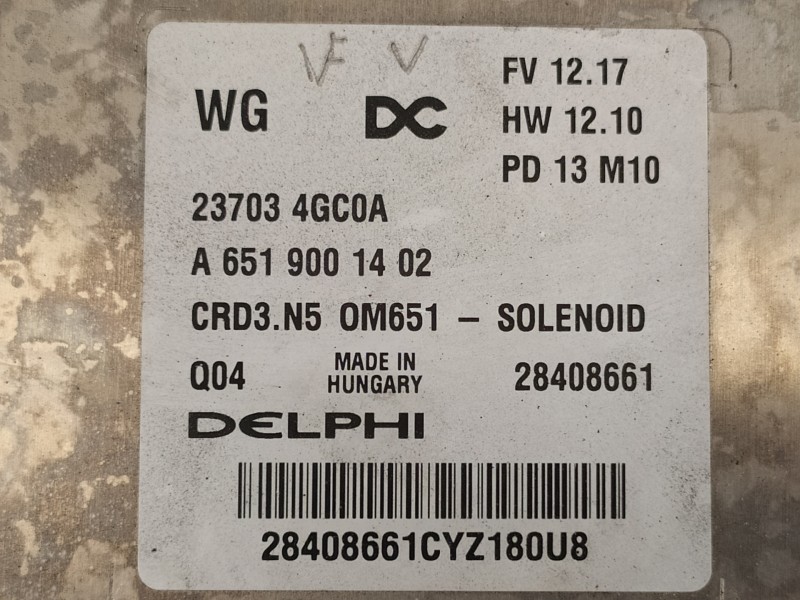 VF V
WG DC FV 12.17
HW 12.10
PD 13 M10
23703 4GC0A
A 651 900 14 02
CRD3.N5 OM651 - SOLENOID
Q04 MADE IN HUNGARY 28408661
DELPHI
28408661CYZ180U8